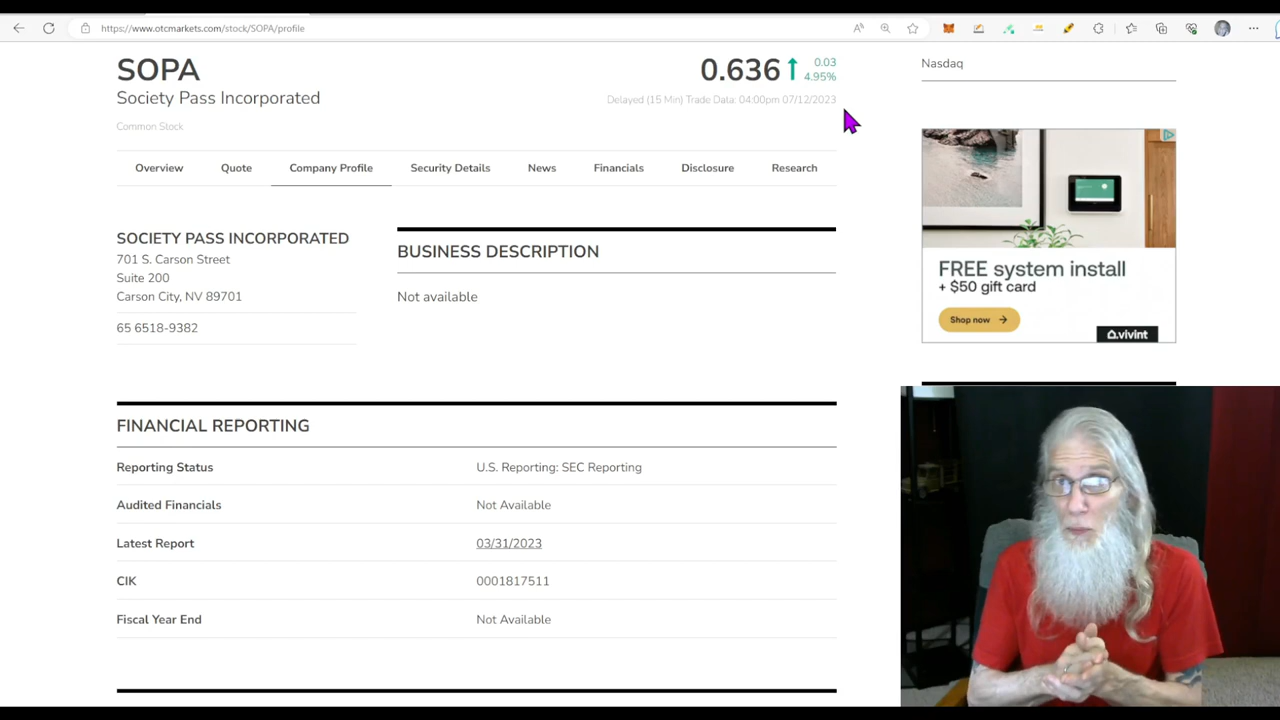 https://www.otcmarkets.com/stock/SOPA/profile
SOPA
0.636
0.03
4.95%
Society Pass Incorporated
Delayed (15 Min) Trade Data: 04:00pm 07/12/2023
Common Stock
Nasdaq
Overview Quote Company Profile Security Details News Financials Disclosure Research
SOCIETY PASS INCORPORATED
701 S. Carson Street
Suite 200
Carson City, NV 89701
65 6518-9382
BUSINESS DESCRIPTION
Not available
FREE system install
+ $50 gift card
Shop now
vivint
FINANCIAL REPORTING
Reporting Status U.S. Reporting: SEC Reporting
Audited Financials Not Available
Latest Report 03/31/2023
CIK 0001817511
Fiscal Year End Not Available